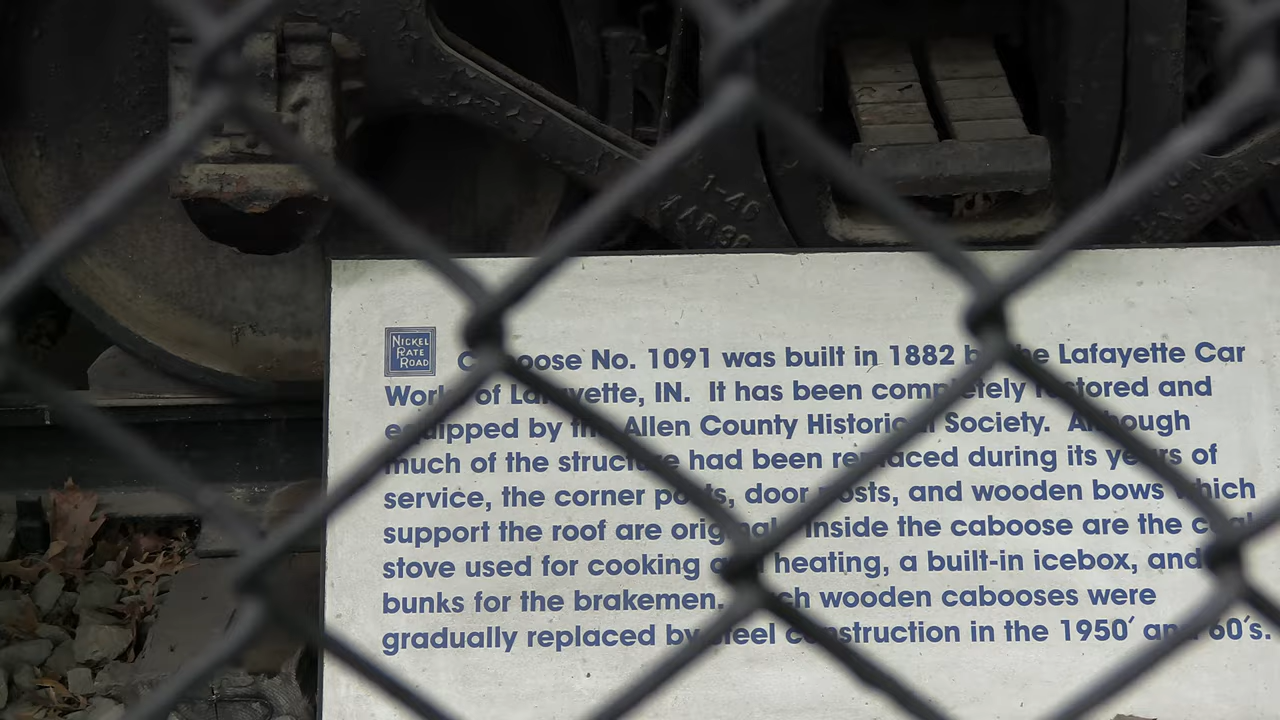 1-46
NICKEL
RATE
ROAD
Caboose No. 1091 was built in 1882 by the Lafayette Car
Works of Lafayette, IN. It has been completely restored and
equipped by the Allen County Historical Society. Although
much of the structure had been replaced during its years of
service, the corner posts, door posts, and wooden bows which
support the roof are original. Inside the caboose are the coal
stove used for cooking and heating, a built-in icebox, and
bunks for the brakemen. Such wooden cabooses were
gradually replaced by steel construction in the 1950′ and 60′s.